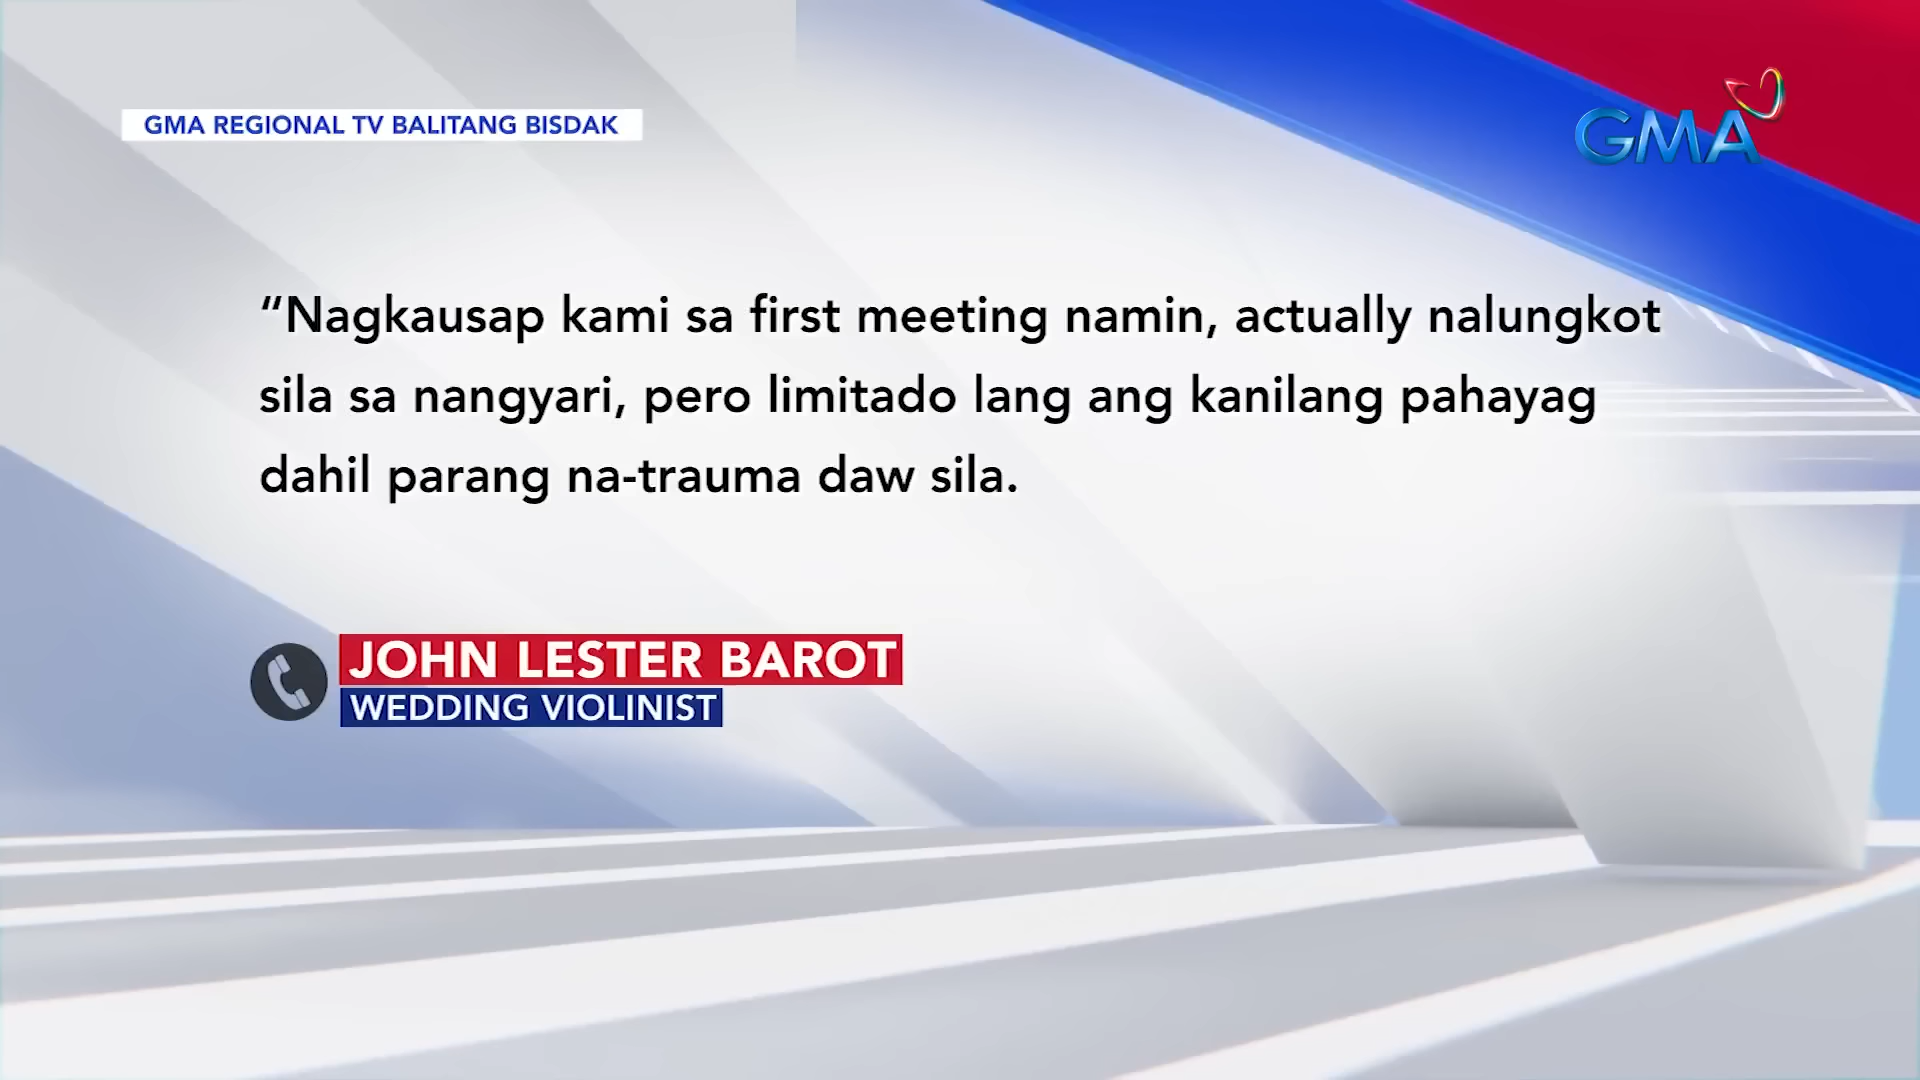 GMA REGIONAL TV BALITANG BISDAK
GMA
“Nagkausap kami sa first meeting namin, actually nalungkot
sila sa nangyari, pero limitado lang ang kanilang pahayag
dahil parang na-trauma daw sila.
JOHN LESTER BAROT
WEDDING VIOLINIST